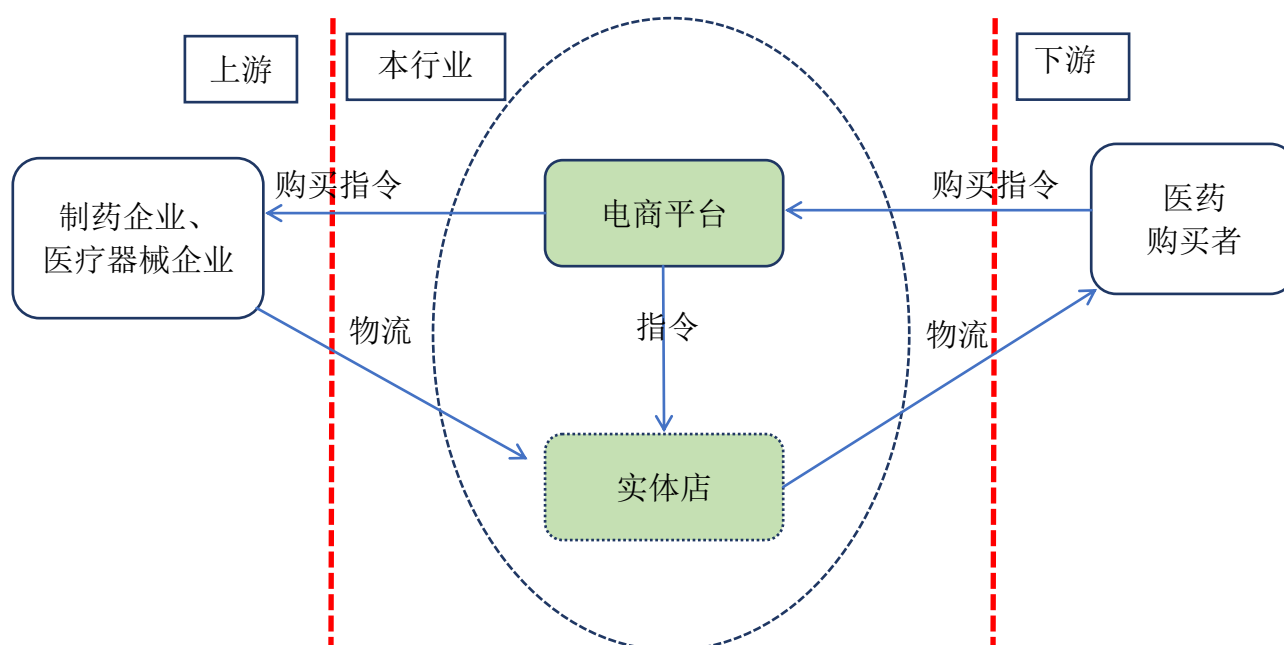 上游
本行业
下游
购买指令
购买指令
制药企业、
医疗器械企业
电商平台
医药
购买者
物流
指令
物流
实体店